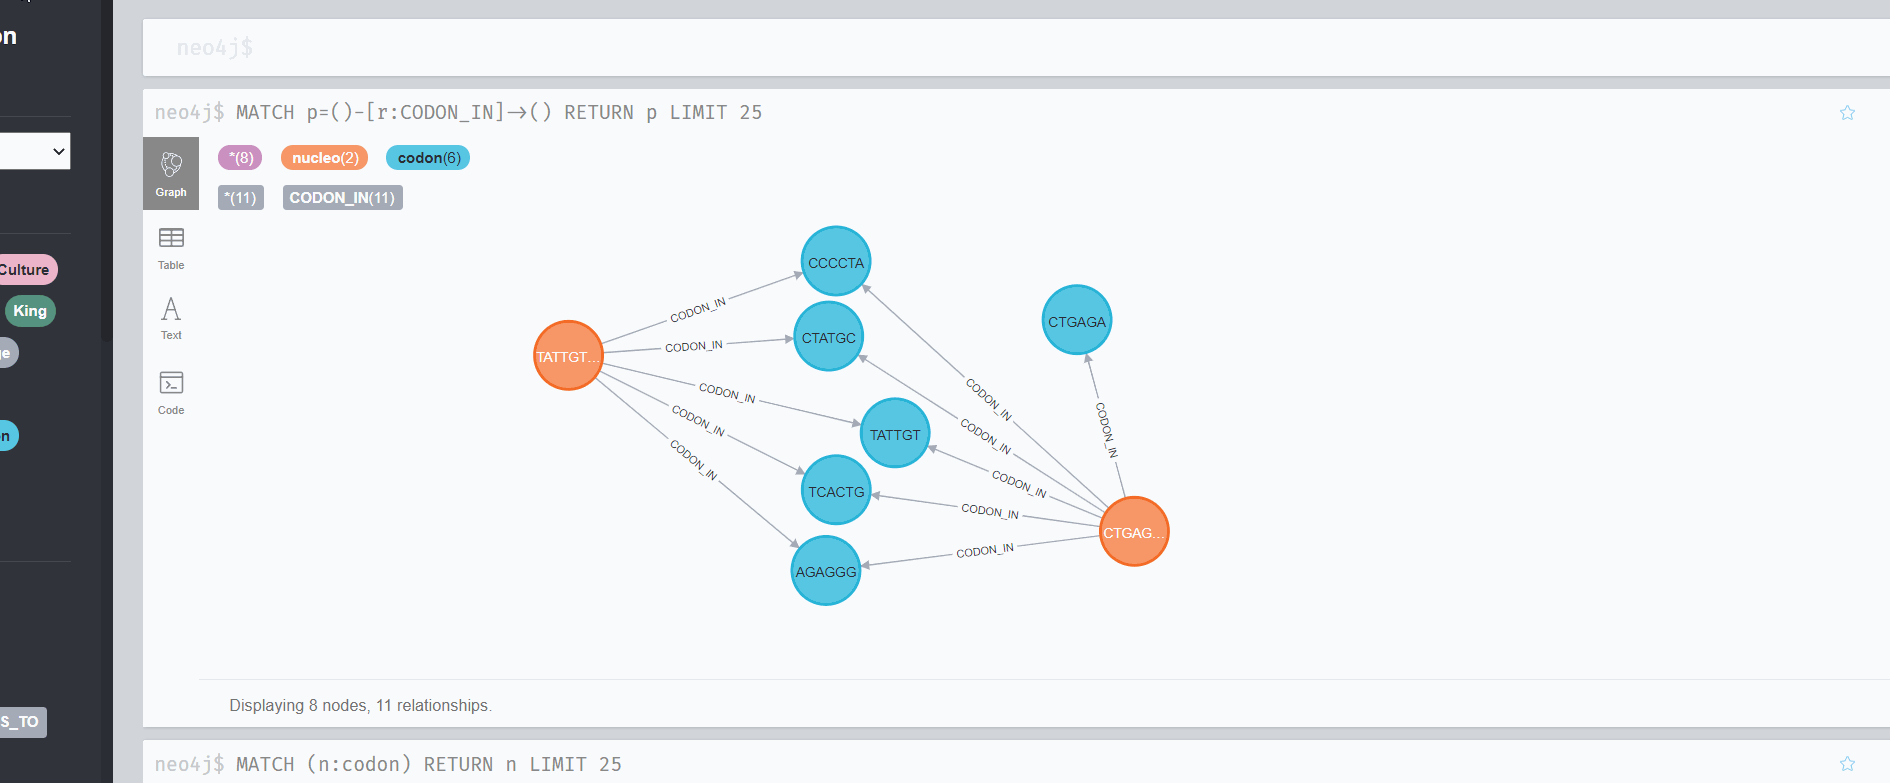 on
neo4j$
neo4j$ MATCH p=()-[r:CODON_IN]→() RETURN p LIMIT 25
*(8) nucleo(2) codon(6)
*(11) CODON_IN(11)
Graph
Table
Text
Code
Culture
King
ge
n
S_TO
CCCCTA
CTATGC
CTGAGA
TATTGT...
TATTGT
TCACTG
AGAGGG
CTGAG...
CODON_IN
CODON_IN
CODON_IN
CODON_IN
CODON_IN
CODON_IN
CODON_IN
CODON_IN
CODON_IN
CODON_IN
CODON_IN
Displaying 8 nodes, 11 relationships.
neo4j$ MATCH (n:codon) RETURN n LIMIT 25